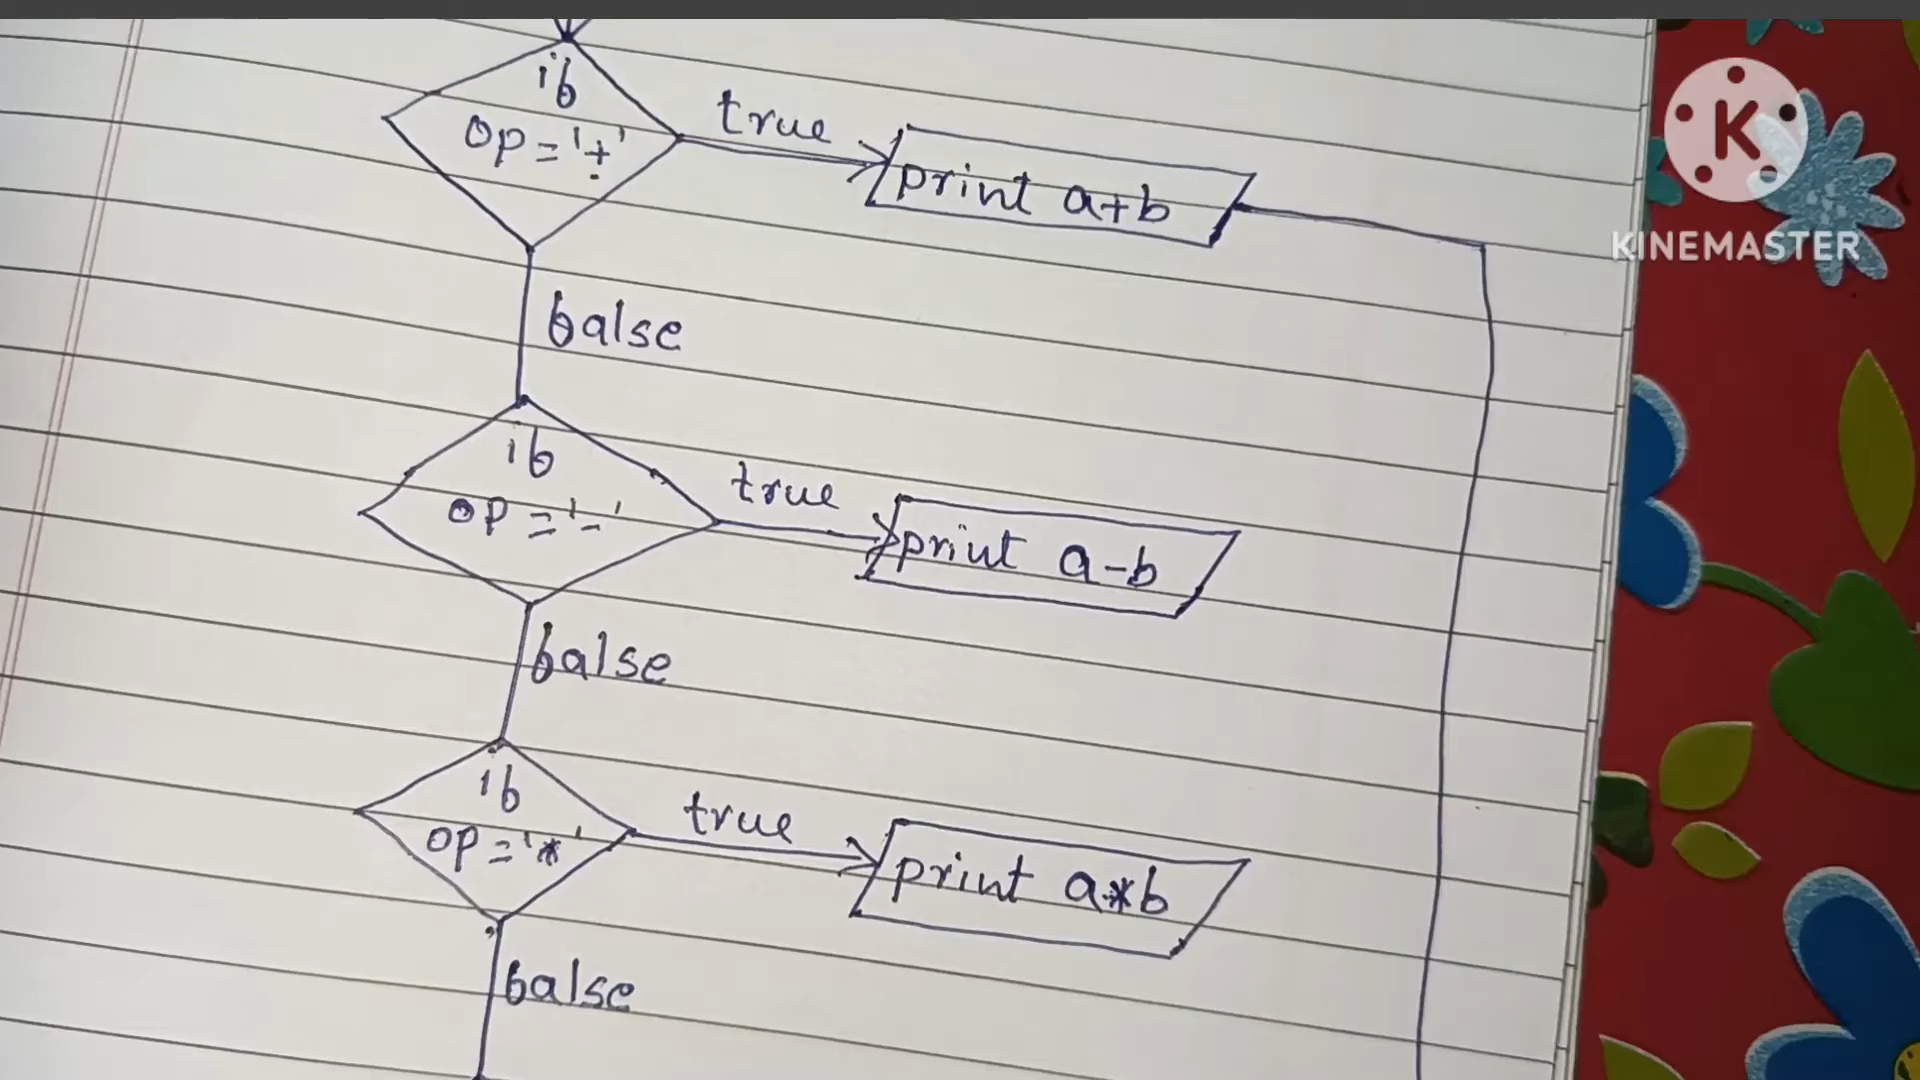 if
op = '+'
true
print a+b
false
if
op = '-'
true
print a-b
false
if
op = '*'
true
print a*b
false
K
KINEMASTER